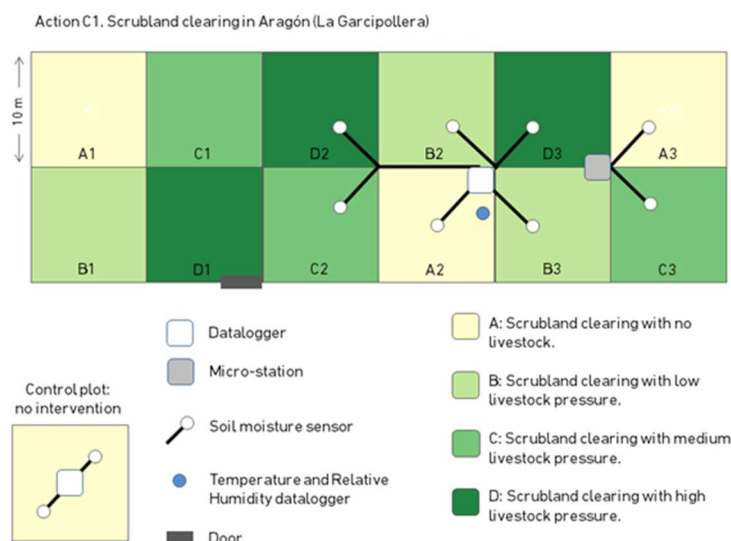 Action C1. Scrubland clearing in Aragón (La Garcipollera)
10 m
A1
C1
D2
B2
D3
A3
B1
D1
C2
A2
B3
C3
Datalogger
Micro-station
Soil moisture sensor
Temperature and Relative
Humidity datalogger
Door
Control plot:
no intervention
A: Scrubland clearing with no
livestock.
B: Scrubland clearing with low
livestock pressure.
C: Scrubland clearing with medium
livestock pressure.
D: Scrubland clearing with high
livestock pressure.